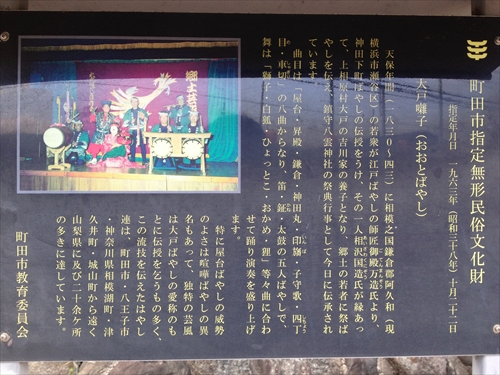 町田市指定無形民俗文化財
指定年月日 一九六三年(昭和三十八年)十月二十二日
大戸囃子(おおとばやし)
天保年間(一八三〇~四三)に相模之国鎌倉郡阿久和(現
横浜市瀬谷区)の若衆が江戸ばやしの師匠御殿万造氏より、
神田下町ばやしの伝授をうけ、その一人相沢国造氏が縁あっ
て、上相原村大戸の吉川家の養子となり、郷土の若者に祭ば
やしを伝え、鎮守八雲神社の祭典行事として今日に伝承され
ています。
曲目は「屋台・昇殿・鎌倉・神田丸・印旛・子守歌・四丁
目・車切」の八曲からなり、笛・鉦・太鼓の五人ばやしで、
舞は「獅子・白狐・ひょっとこ・おかめ・狸」等々曲に合わ
せて踊り演奏を盛り上げ
ます。
特に屋台ばやしの威勢
のよさは喧嘩ばやしの異
名もあって、独特の芸風
は大戸ばやしの愛称のも
とに伝授を乞うもの多く、
この流技を伝えたはやし
連は、町田市・八王子市
・神奈川県相模湖町・津
久井町・城山町から遠く
山梨県に及び二十余ヶ所
の多きに達しています。
町田市教育委員会
郷土芸